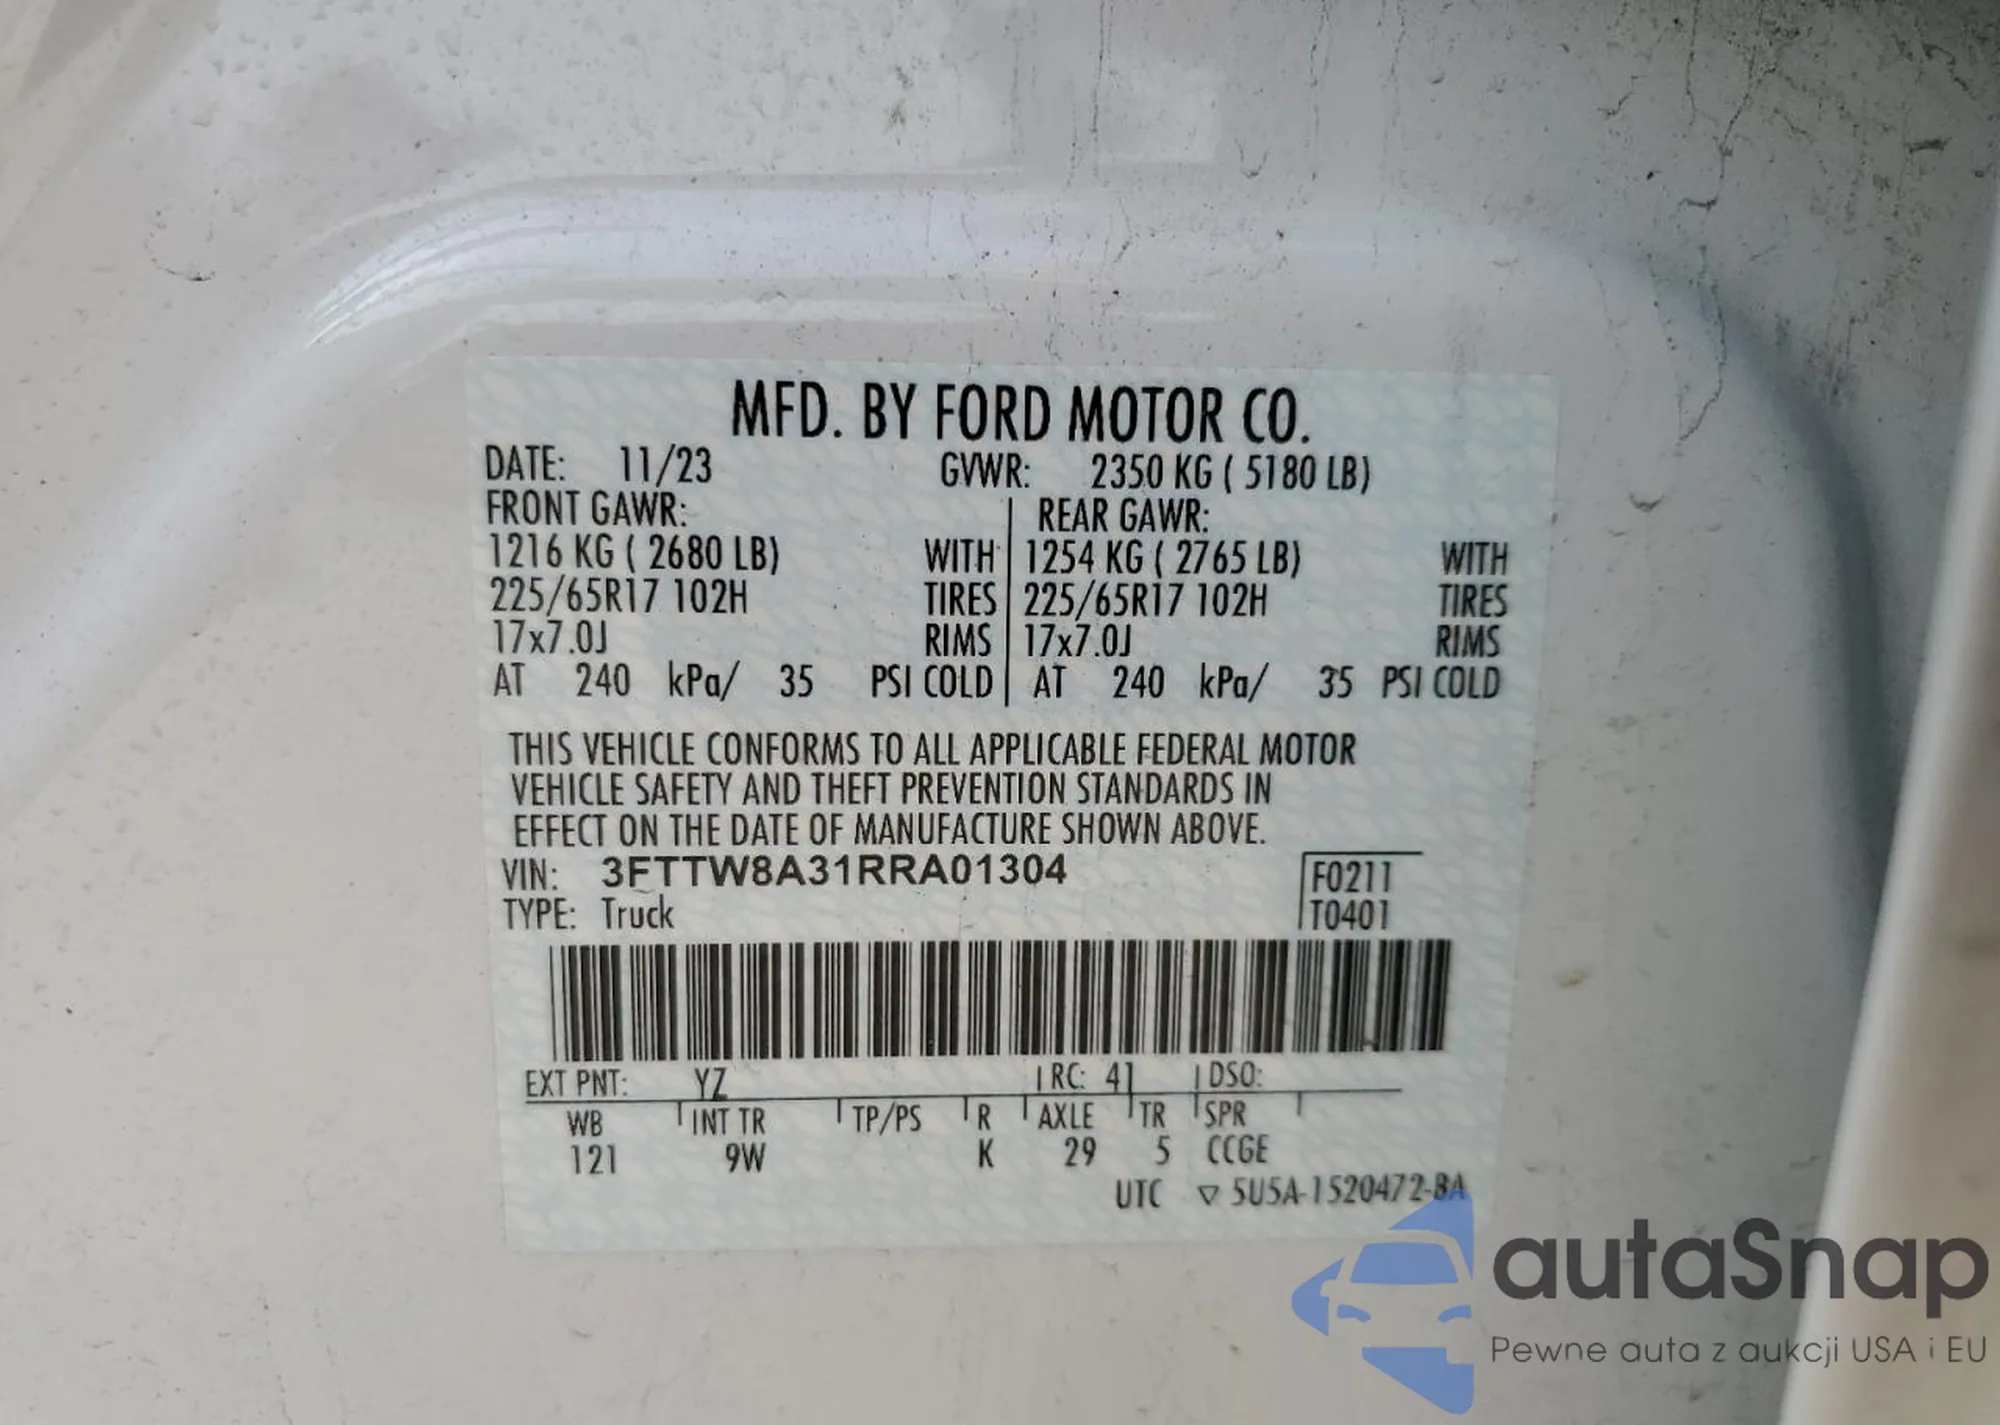 MFD. BY FORD MOTOR CO.
DATE: 11/23 GVWR: 2350 KG ( 5180 LB)
FRONT GAWR: REAR GAWR:
1216 KG ( 2680 LB) WITH 1254 KG ( 2765 LB) WITH
225/65R17 102H TIRES 225/65R17 102H TIRES
17x7.0J RIMS 17x7.0J RIMS
AT 240 kPa/ 35 PSI COLD AT 240 kPa/ 35 PSI COLD
THIS VEHICLE CONFORMS TO ALL APPLICABLE FEDERAL MOTOR
VEHICLE SAFETY AND THEFT PREVENTION STANDARDS IN
EFFECT ON THE DATE OF MANUFACTURE SHOWN ABOVE.
VIN: 3FTTW8A31RRA01304 F0211
TYPE: Truck T0401
EXT PNT: YZ RC: 41 DSO:
WB INT TR TP/PS R AXLE TR SPR
121 9W K 29 5 CCGE
UTC ▽ 5U5A-1520472-BA
autaSnap
Pewne auta z aukcji USA i EU